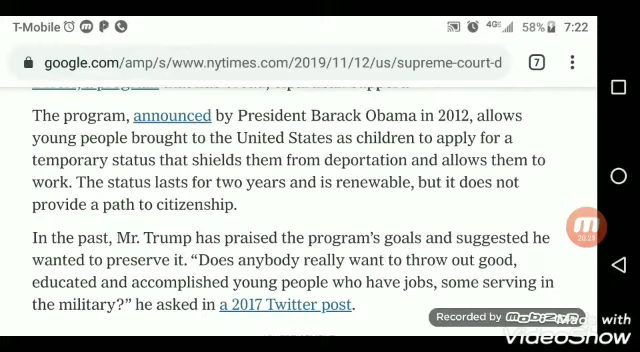 T-Mobile 4G 58% 7:22
google.com/amp/s/www.nytimes.com/2019/11/12/us/supreme-court-d 7
The program, announced by President Barack Obama in 2012, allows
young people brought to the United States as children to apply for a
temporary status that shields them from deportation and allows them to
work. The status lasts for two years and is renewable, but it does not
provide a path to citizenship.
In the past, Mr. Trump has praised the program's goals and suggested he
wanted to preserve it. “Does anybody really want to throw out good,
educated and accomplished young people who have jobs, some serving in
the military?” he asked in a 2017 Twitter post.
Recorded by
Made with
VideoShow